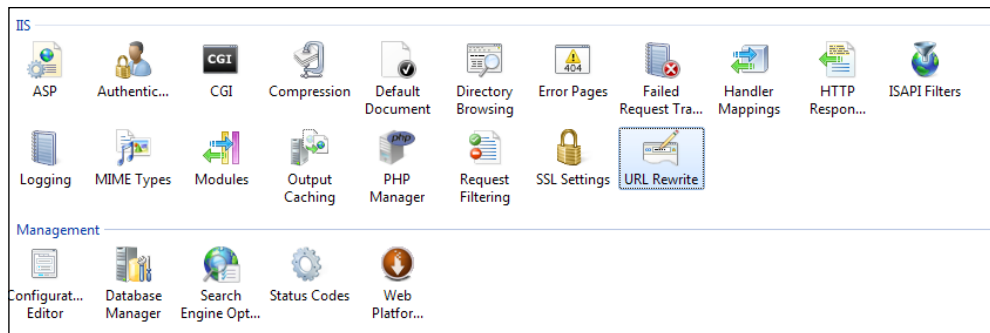 IIS
CGI
404
ASP
Authentic...
CGI
Compression
Default
Document
Directory
Browsing
Error Pages
Failed
Request Tra...
Handler
Mappings
HTTP
Respon...
ISAPI Filters
php
Logging
MIME Types
Modules
Output
Caching
PHP
Manager
Request
Filtering
SSL Settings
URL Rewrite
Management
Configurat...
Editor
Database
Manager
Search
Engine Opt...
Status Codes
Web
Platfor...